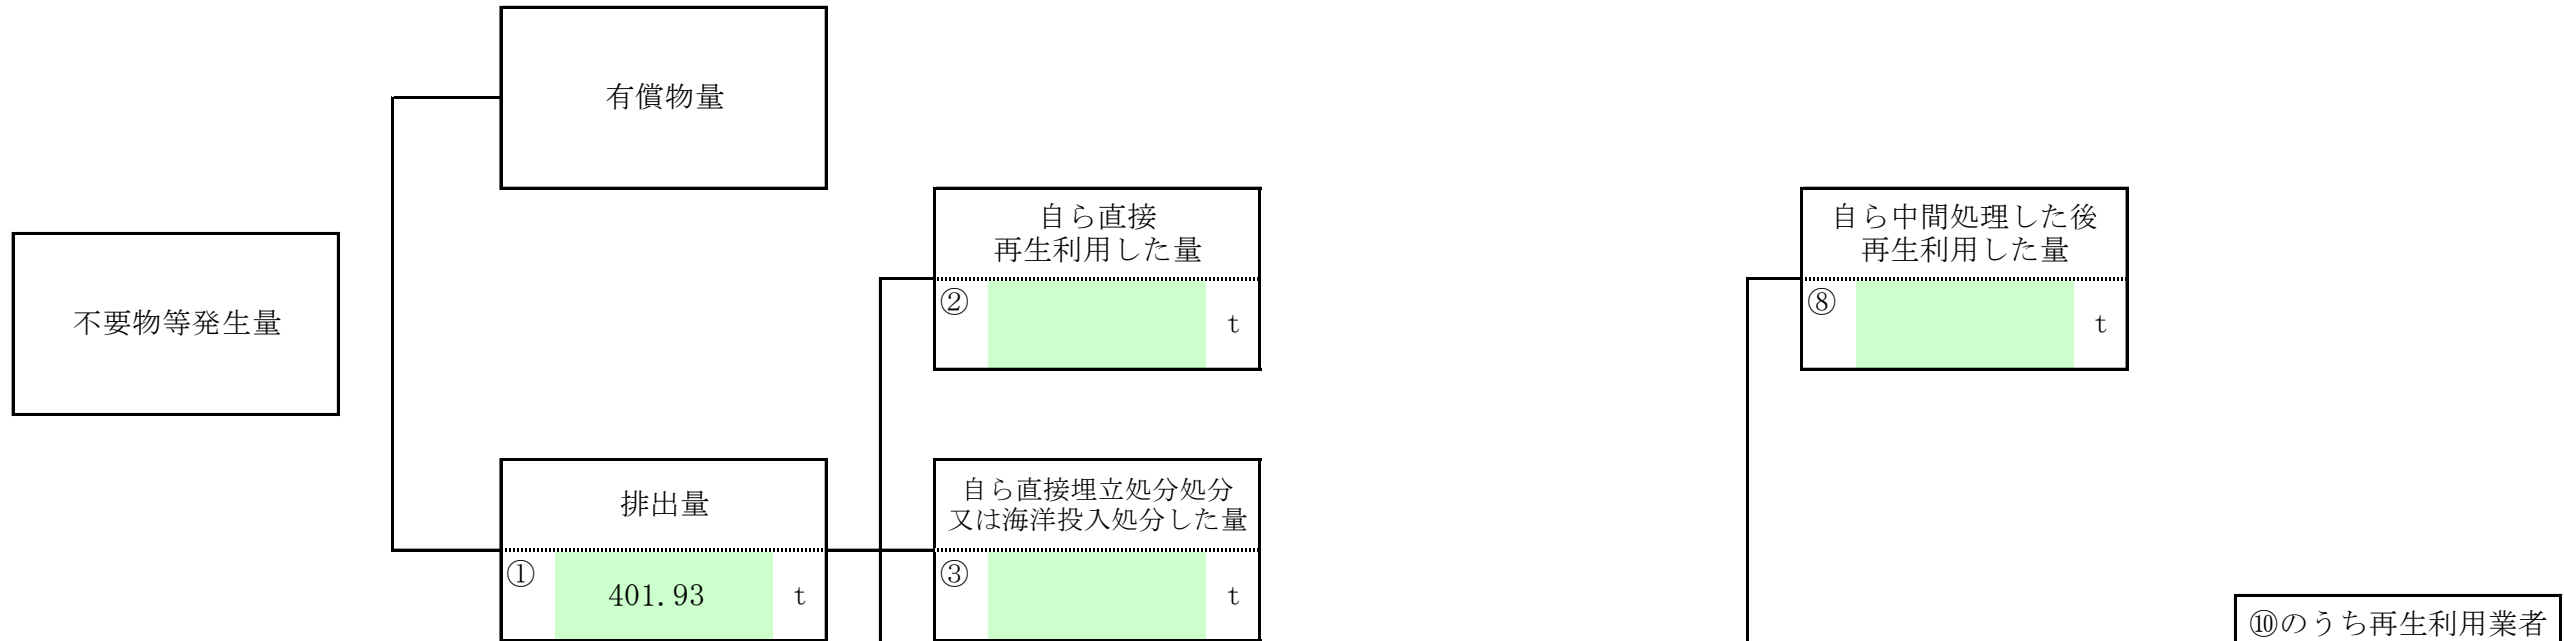 有償物量
自ら直接
再生利用した量
自ら中間処理した後
再生利用した量
不要物等発生量
② t
⑧ t
排出量
自ら直接埋立処分処分
又は海洋投入処分した量
① 401.93 t
③ t
⑩のうち再生利用業者